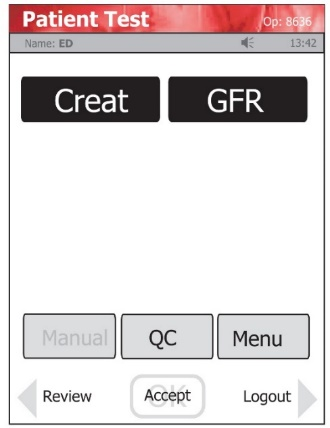 Patient Test Op: 8636
Name: ED 13:42
Creat GFR
Manual QC Menu
Review Accept Logout
OK